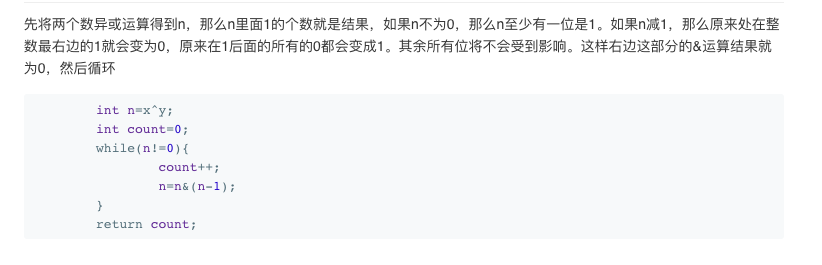 先将两个数异或运算得到n，那么n里面1的个数就是结果，如果n不为0，那么n至少有一位是1。如果n减1，那么原来处在整
数最右边的1就会变为0，原来在1后面的所有的0都会变成1。其余所有位将不会受到影响。这样右边这部分的&运算结果就
为0，然后循环
int n=x^y;
int count=0;
while(n!=0){
count++;
n=n&(n-1);
}
return count;